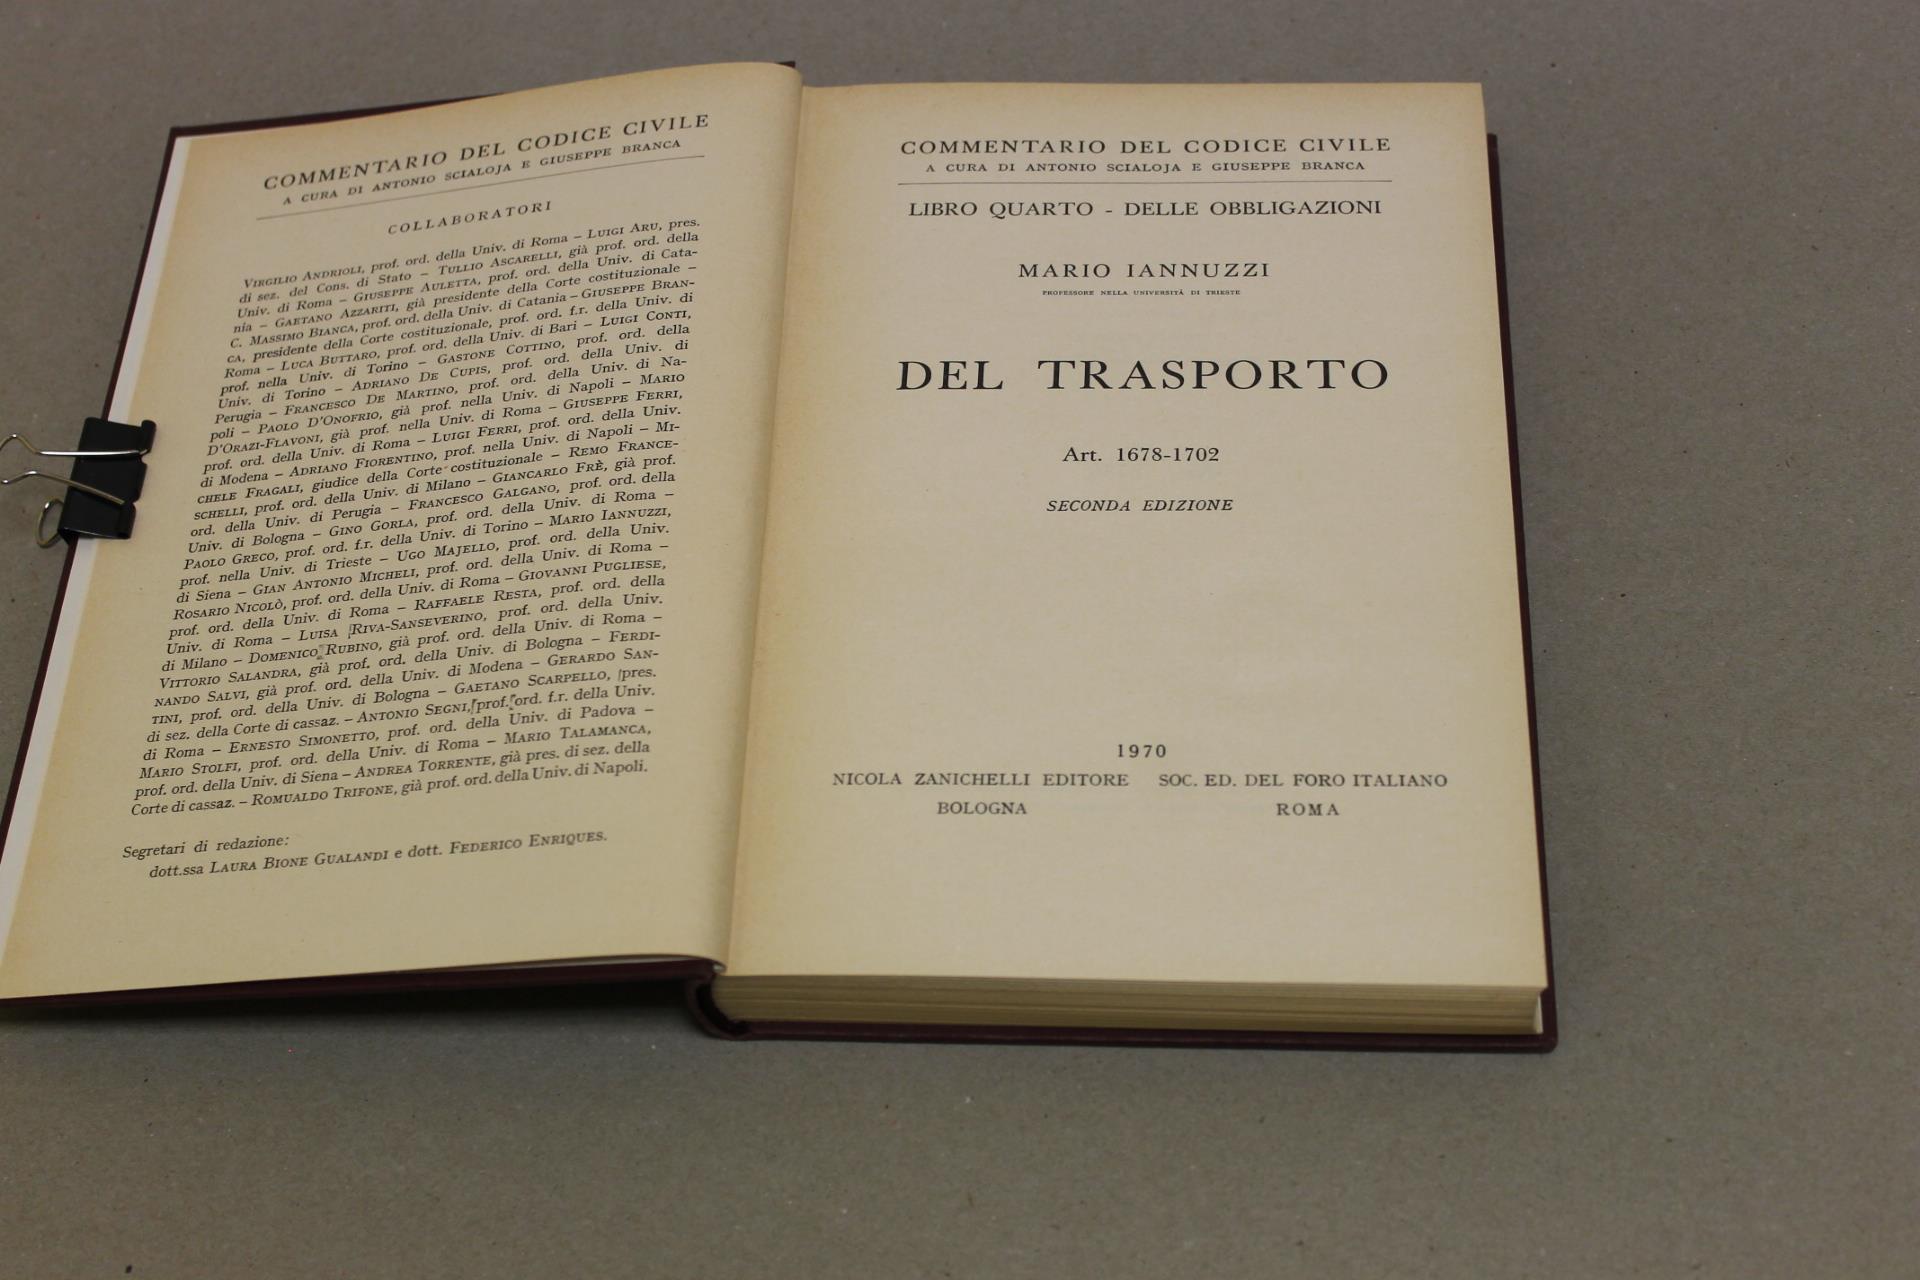 COMMENTARIO DEL CODICE CIVILE
A CURA DI ANTONIO SCIALOJA E GIUSEPPE BRANCA
COLLABORATORI
VIRGILIO ANDRIOLI, prof. ord. della Univ. di Roma – LUIGI ARU, pres.
di sez. del Cons. di Stato – TULLIO ASCARELLI, già prof. ord. della
Univ. di Roma – GIUSEPPE AULETTA, prof. ord. della Univ. di Cata-
nia – GAETANO AZZARITI, già presidente della Corte costituzionale –
C. MASSIMO BIANCA, prof. ord. della Univ. di Catania – GIUSEPPE BRAN-
CA, presidente della Corte costituzionale, prof. ord. f.r. della Univ. di
Roma – LUCA BUTTARO, prof. ord. della Univ. di Bari – LUIGI CONTI,
prof. nella Univ. di Torino – GASTONE COTTINO, prof. ord. della
Univ. di Torino – ADRIANO DE CUPIS, prof. ord. della Univ. di
Perugia – FRANCESCO DE MARTINO, prof. ord. della Univ. di Na-
poli – PAOLO D'ONOFRIO, già prof. nella Univ. di Napoli – MARIO
D'ORAZI-FLAVONI, già prof. nella Univ. di Roma – GIUSEPPE FERRI,
prof. ord. della Univ. di Roma – LUIGI FERRI, prof. ord. della Univ.
di Modena – ADRIANO FIORENTINO, prof. nella Univ. di Napoli – MI-
CHELE FRAGALI, giudice della Corte costituzionale – REMO FRANCE-
SCHELLI, prof. ord. della Univ. di Milano – GIANCARLO FRÈ, già prof.
ord. della Univ. di Perugia – FRANCESCO GALGANO, prof. ord. della
Univ. di Bologna – GINO GORLA, prof. ord. della Univ. di Roma –
PAOLO GRECO, prof. ord. f.r. della Univ. di Torino – MARIO IANNUZZI,
prof. nella Univ. di Trieste – UGO MAJELLO, prof. ord. della Univ.
di Siena – GIAN ANTONIO MICHELI, prof. ord. della Univ. di Roma –
ROSARIO NICOLÒ, prof. ord. della Univ. di Roma – GIOVANNI PUGLIESE,
prof. ord. della Univ. di Roma – RAFFAELE RESTA, prof. ord. della
Univ. di Roma – LUISA RIVA-SANSEVERINO, prof. ord. della Univ.
di Milano – DOMENICO RUBINO, già prof. ord. della Univ. di Roma –
VITTORIO SALANDRA, già prof. ord. della Univ. di Bologna – FERDI-
NANDO SALVI, già prof. ord. della Univ. di Modena – GERARDO SAN-
TINI, prof. ord. della Univ. di Bologna – GAETANO SCARPELLO, pres.
di sez. della Corte di cassaz. – ANTONIO SEGNI, prof. ord. f.r. della Univ.
di Roma – ERNESTO SIMONETTO, prof. ord. della Univ. di Padova –
MARIO STOLFI, prof. ord. della Univ. di Roma – MARIO TALAMANCA,
prof. ord. della Univ. di Siena – ANDREA TORRENTE, già pres. di sez. della
Corte di cassaz. – ROMUALDO TRIFONE, già prof. ord. della Univ. di Napoli.
Segretari di redazione:
dott.ssa LAURA BIONE GUALANDI e dott. FEDERICO ENRIQUES.
COMMENTARIO DEL CODICE CIVILE
A CURA DI ANTONIO SCIALOJA E GIUSEPPE BRANCA
LIBRO QUARTO - DELLE OBBLIGAZIONI
MARIO IANNUZZI
PROFESSORE NELLA UNIVERSITÀ DI TRIESTE
DEL TRASPORTO
Art. 1678-1702
SECONDA EDIZIONE
1970
NICOLA ZANICHELLI EDITORE SOC. ED. DEL FORO ITALIANO
BOLOGNA ROMA